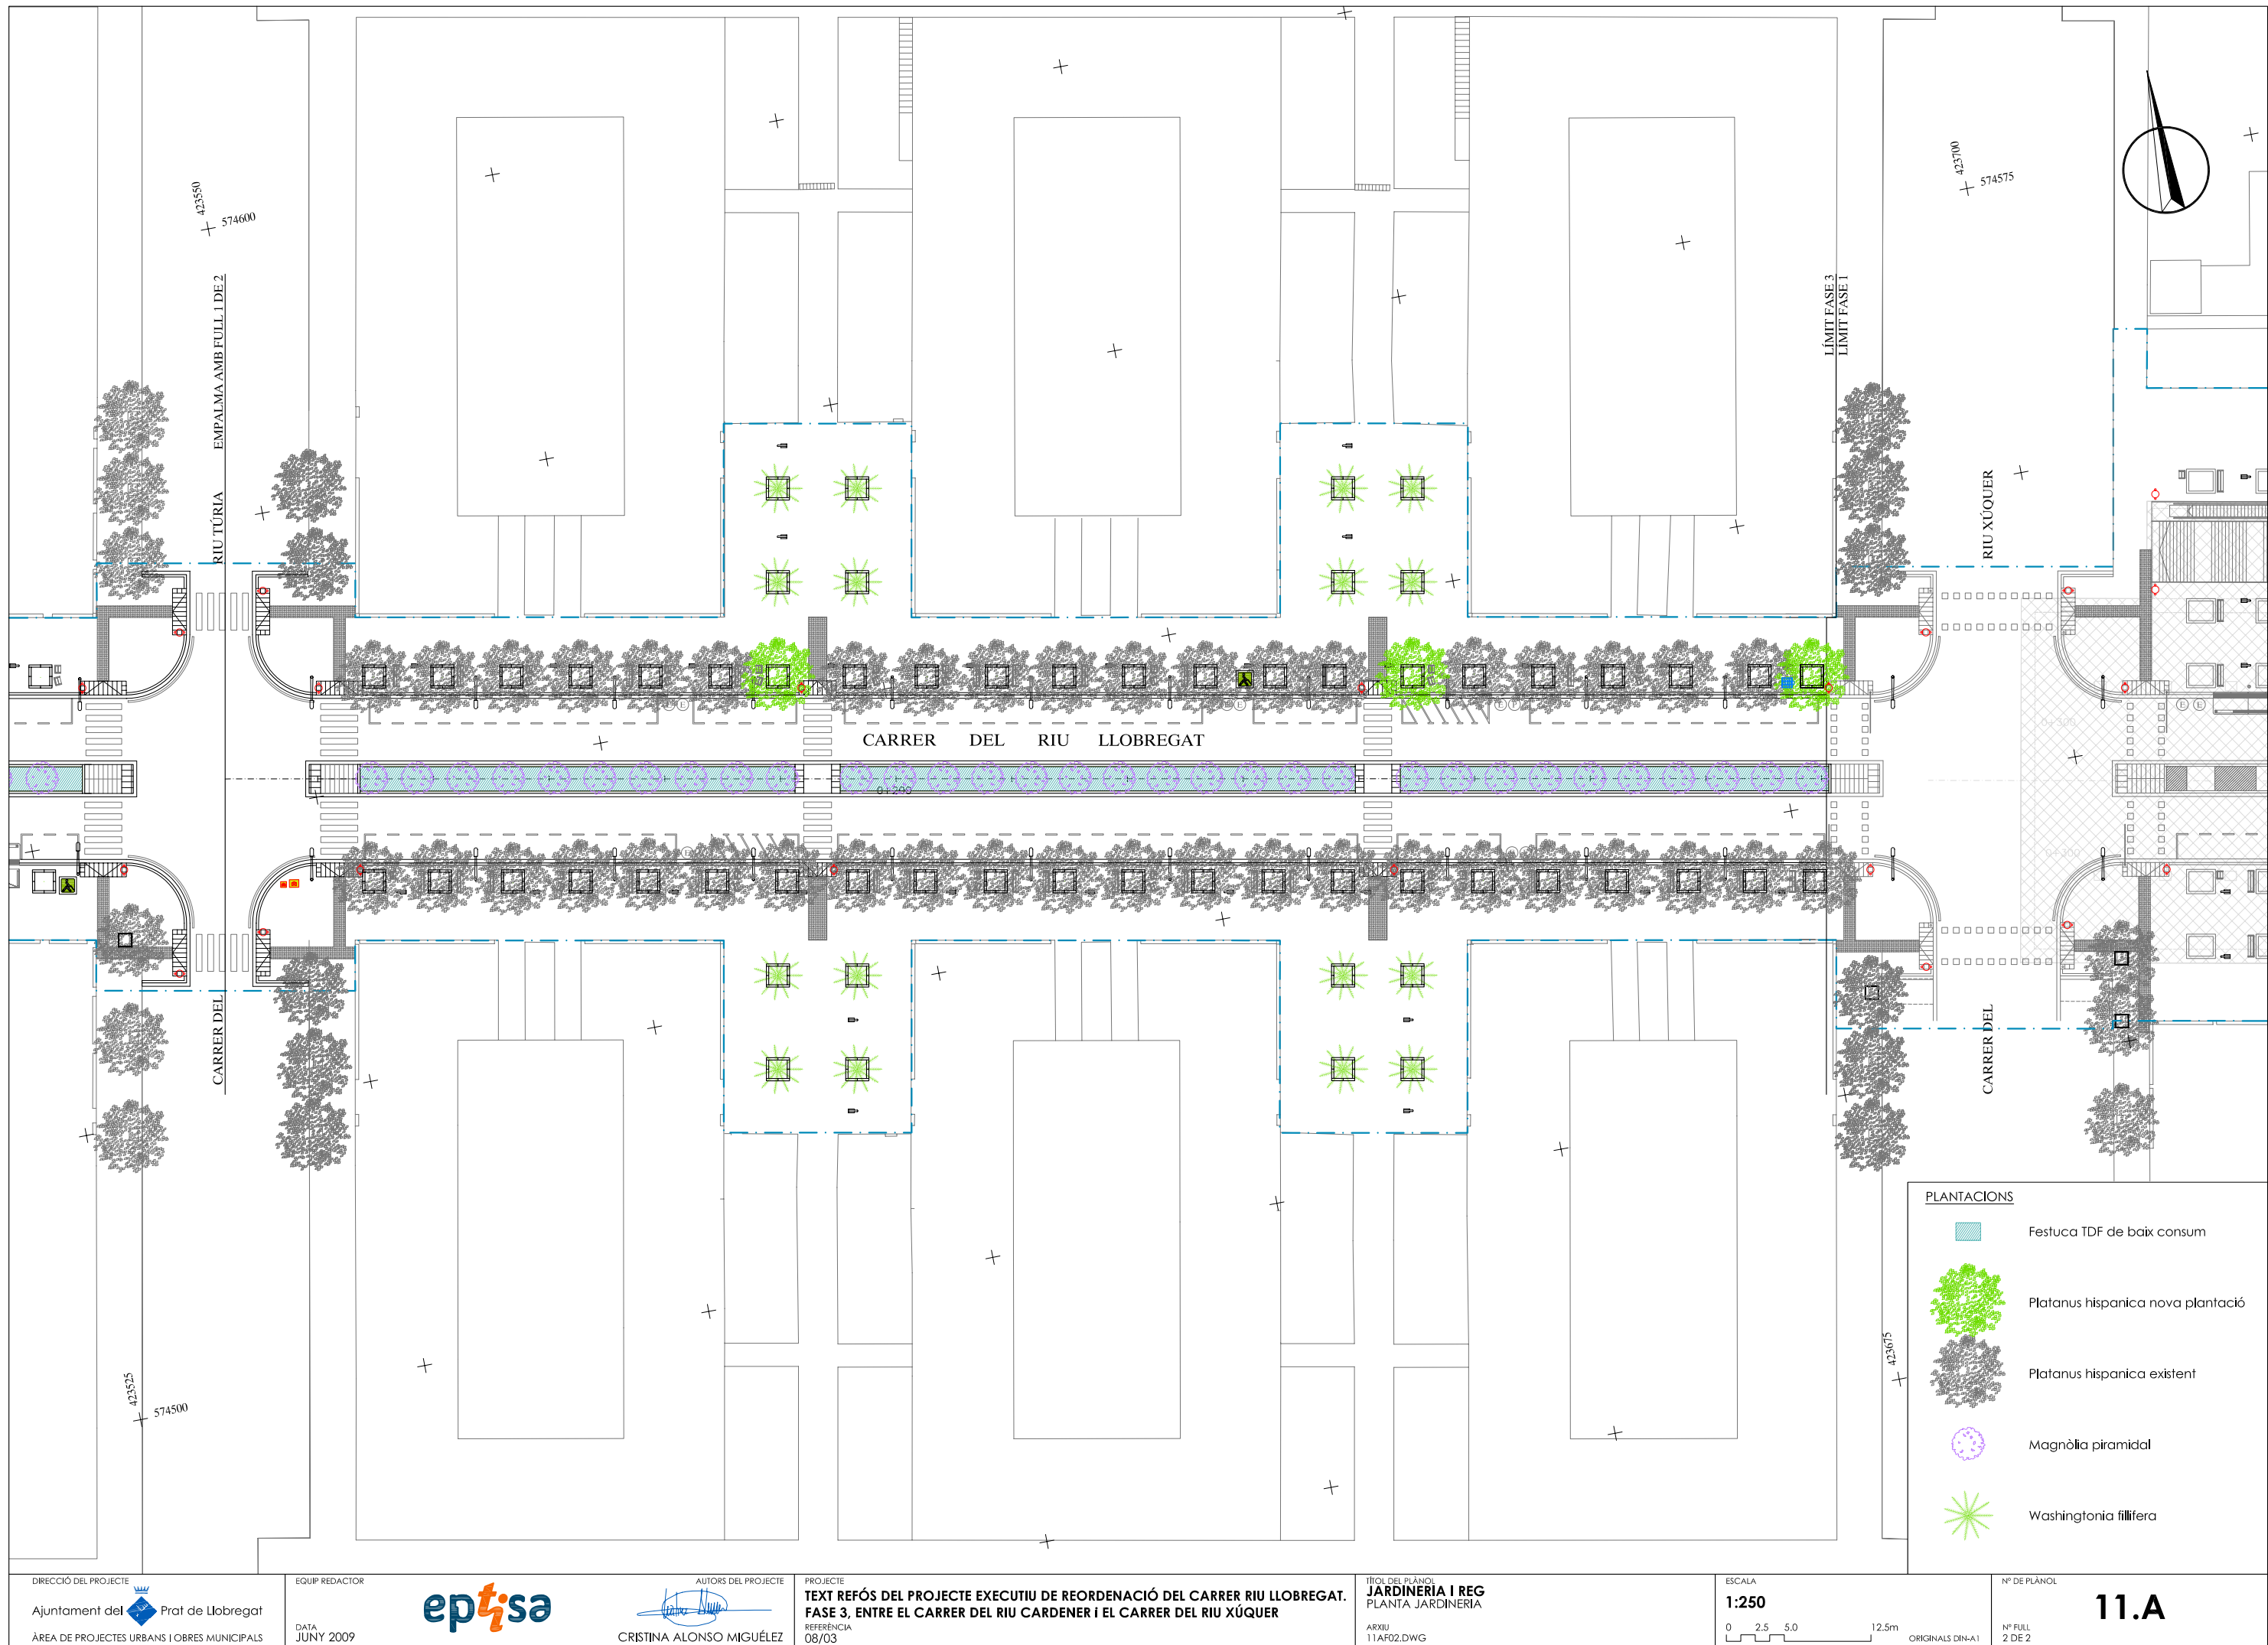 423550
574600
EMPALMA AMB FULL 1 DE 2
RIU TÚRIA
423700
574575
LÍMIT FASE 3
LÍMIT FASE 1
RIU XÚQUER
CARRER DEL RIU LLOBREGAT
0+200
CARRER DEL
CARRER DEL
423525
574500
423675
PLANTACIONS
Festuca TDF de baix consum
Platanus hispanica nova plantació
Platanus hispanica existent
Magnòlia piramidal
Washingtonia fillifera
DIRECCIÓ DEL PROJECTE
Ajuntament del Prat de Llobregat
ÀREA DE PROJECTES URBANS I OBRES MUNICIPALS
EQUIP REDACTOR
eptisa
DATA
JUNY 2009
AUTORS DEL PROJECTE
CRISTINA ALONSO MIGUÉLEZ
PROJECTE
TEXT REFÓS DEL PROJECTE EXECUTIU DE REORDENACIÓ DEL CARRER RIU LLOBREGAT.
FASE 3, ENTRE EL CARRER DEL RIU CARDENER i EL CARRER DEL RIU XÚQUER
REFERÈNCIA
08/03
TÍTOL DEL PLÀNOL
JARDINERIA I REG
PLANTA JARDINERIA
ARXIU
11AF02.DWG
ESCALA
1:250
0 2.5 5.0 12.5m
ORIGINALS DIN-A1
Nº DE PLÀNOL
11.A
Nº FULL
2 DE 2